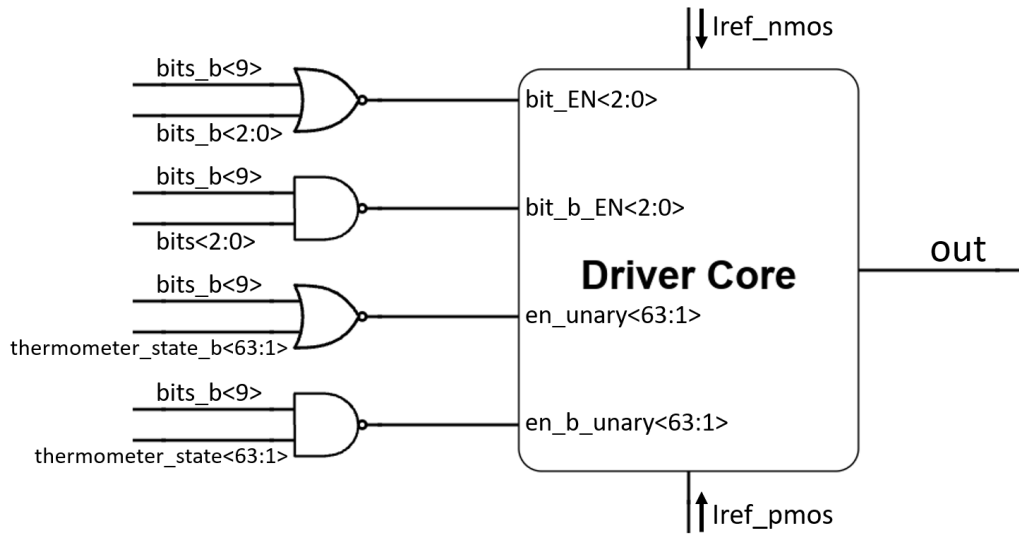 Iref_nmos
bits_b<9>
bits_b<2:0>
bit_EN<2:0>
bits_b<9>
bits<2:0>
bit_b_EN<2:0>
Driver Core
out
bits_b<9>
thermometer_state_b<63:1>
en_unary<63:1>
bits_b<9>
thermometer_state<63:1>
en_b_unary<63:1>
Iref_pmos